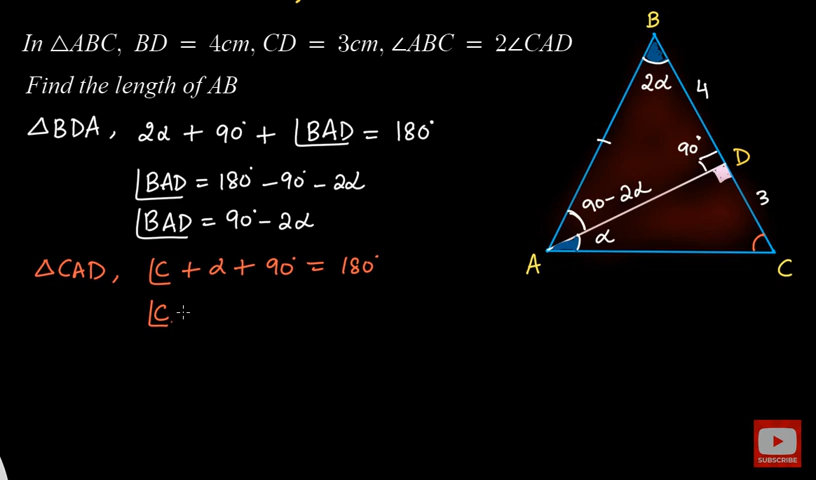 In △ABC, BD = 4cm, CD = 3cm, ∠ABC = 2∠CAD
Find the length of AB
△BDA, 2α + 90° + ∠BAD = 180°
∠BAD = 180° - 90° - 2α
∠BAD = 90° - 2α
△CAD, ∠C + α + 90° = 180°
∠C
B
2α
4
90°
D
90 - 2α
3
α
A
C
SUBSCRIBE